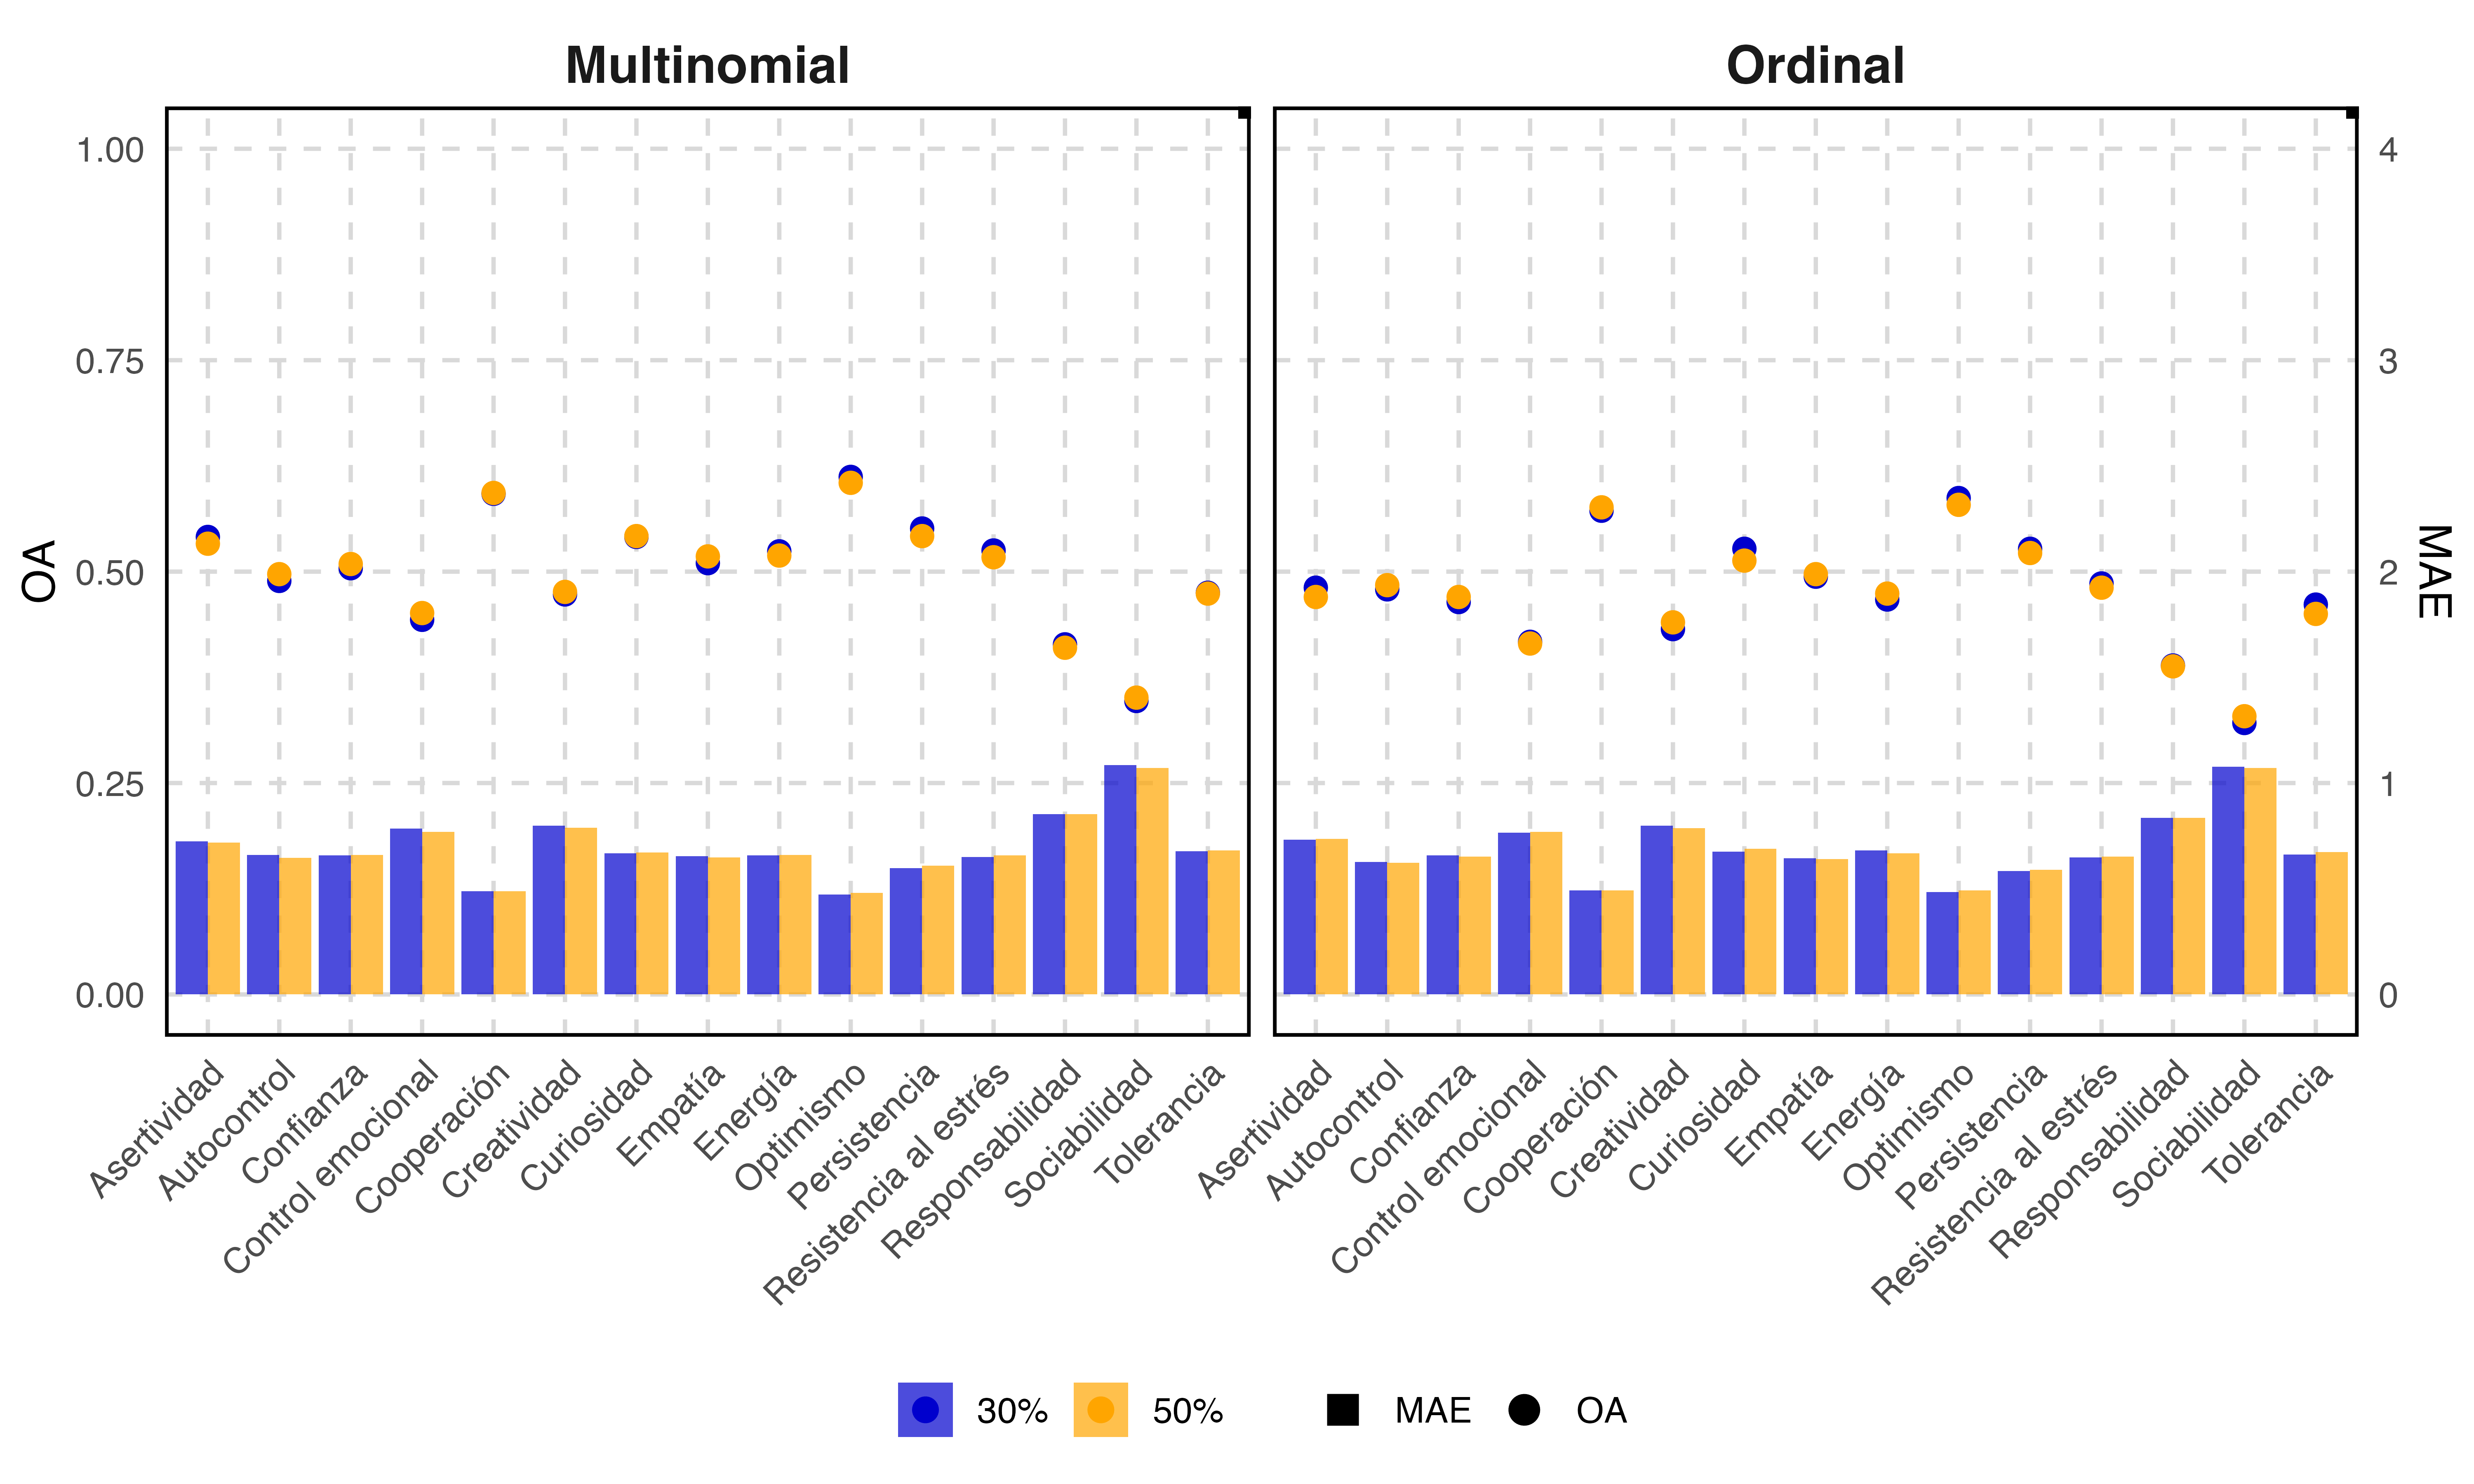 Multinomial
Ordinal
OA
1.00
0.75
0.50
0.25
0.00
4
3
2
1
0
MAE
Asertividad
Autocontrol
Confianza
Control emocional
Cooperación
Creatividad
Curiosidad
Empatía
Energía
Optimismo
Persistencia
Resistencia al estrés
Responsabilidad
Sociabilidad
Tolerancia
Asertividad
Autocontrol
Confianza
Control emocional
Cooperación
Creatividad
Curiosidad
Empatía
Energía
Optimismo
Persistencia
Resistencia al estrés
Responsabilidad
Sociabilidad
Tolerancia
30% 50% MAE OA